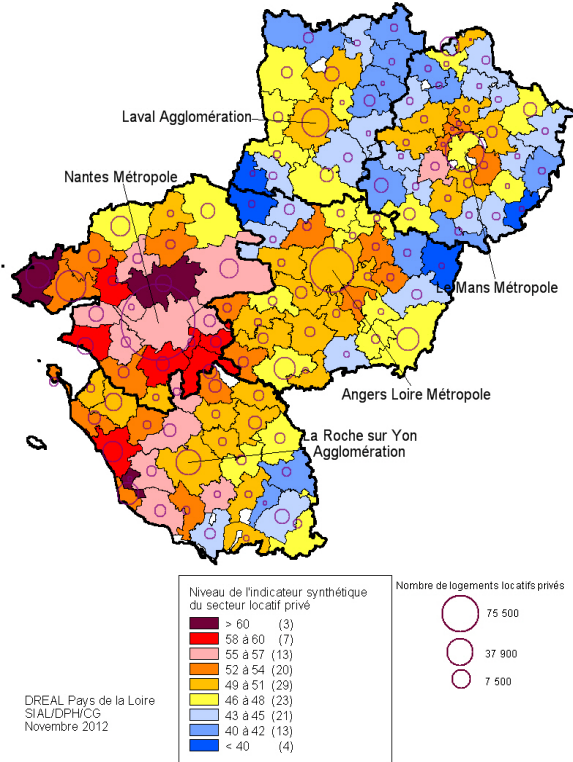 Laval Agglomération
Nantes Métropole
Le Mans Métropole
Angers Loire Métropole
La Roche sur Yon
Agglomération
Niveau de l'indicateur synthétique
du secteur locatif privé
> 60 (3)
58 à 60 (7)
55 à 57 (13)
52 à 54 (20)
49 à 51 (29)
46 à 48 (23)
43 à 45 (21)
40 à 42 (13)
< 40 (4)
Nombre de logements locatifs privés
75 500
37 900
7 500
DREAL Pays de la Loire
SIAL/DPH/CG
Novembre 2012